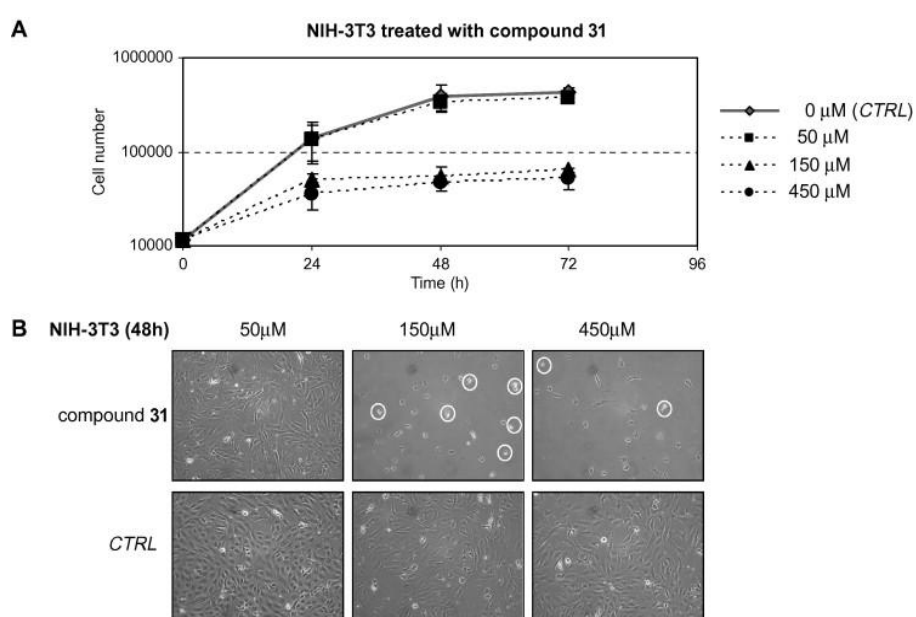 A
NIH-3T3 treated with compound 31
1000000
100000
10000
Cell number
0
24
48
72
96
Time (h)
0 μM (CTRL)
50 μM
150 μM
450 μM
B NIH-3T3 (48h) 50μM 150μM 450μM
compound 31
CTRL